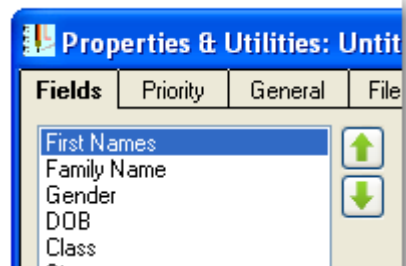 Properties & Utilities: Untit
Fields Priority General File
First Names
Family Name
Gender
DOB
Class